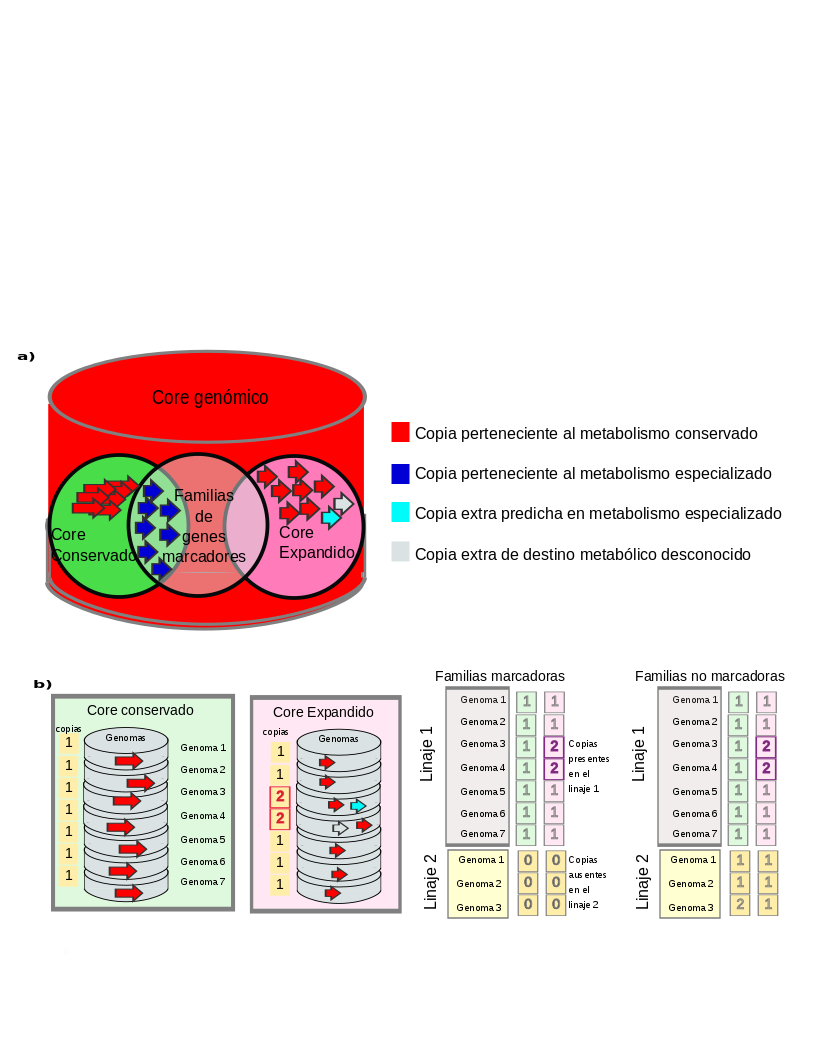 a)
Core genómico
Familias
de
genes
marcadores
Core
Conservado
Core
Expandido
Copia perteneciente al metabolismo conservado
Copia perteneciente al metabolismo especializado
Copia extra predicha en metabolismo especializado
Copia extra de destino metabólico desconocido
b)
Core conservado
copias
Genomas
1
1
1
1
1
1
1
Genoma 1
Genoma 2
Genoma 3
Genoma 4
Genoma 5
Genoma 6
Genoma 7
Core Expandido
copias
Genomas
1
1
2
2
1
1
1
Familias marcadoras
Linaje 1
Genoma 1 1 1
Genoma 2 1 1
Genoma 3 1 2
Genoma 4 1 2
Genoma 5 1 1
Genoma 6 1 1
Genoma 7 1 1
Copias
presentes
en el
linaje 1
Linaje 2
Genoma 1 0 0
Genoma 2 0 0
Genoma 3 0 0
Copias
ausentes
en el
linaje 2
Familias no marcadoras
Linaje 1
Genoma 1 1 1
Genoma 2 1 1
Genoma 3 1 2
Genoma 4 1 2
Genoma 5 1 1
Genoma 6 1 1
Genoma 7 1 1
Linaje 2
Genoma 1 1 1
Genoma 2 1 1
Genoma 3 2 1